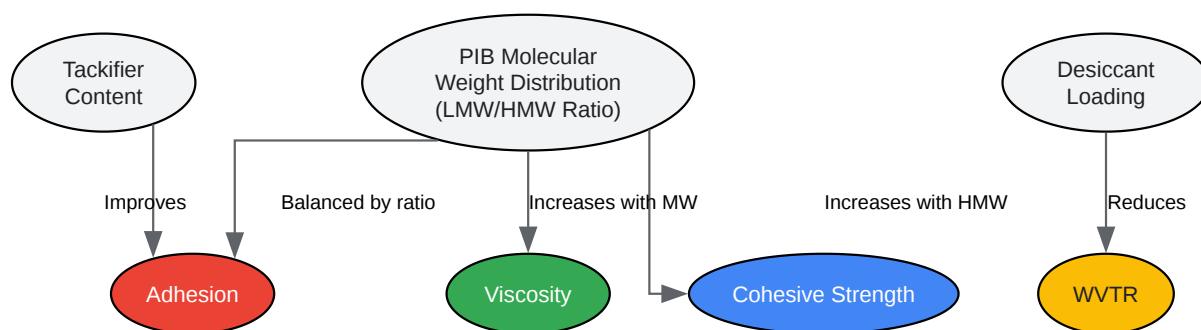 Tackifier
Content
PIB Molecular
Weight Distribution
(LMW/HMW Ratio)
Desiccant
Loading
Improves
Balanced by ratio
Increases with MW
Increases with HMW
Reduces
Adhesion
Viscosity
Cohesive Strength
WVTR